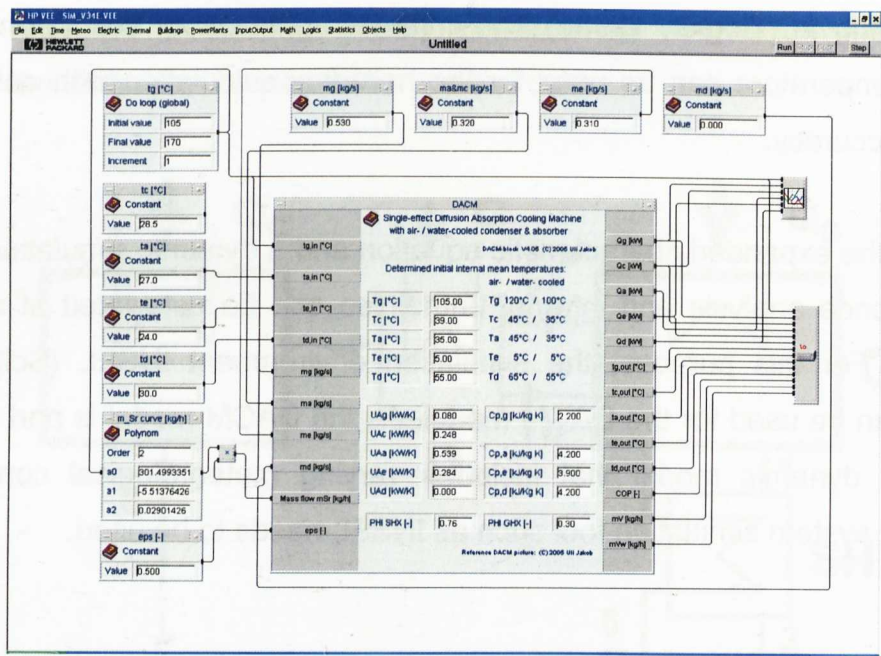 HP VEE SIM_V34E.VEE
File Edit Time Meteo Electric Thermal Buildings PowerPlants InputOutput Math Logics Statistics Objects Help
HEWLETT PACKARD Untitled Run Step
tg [°C]
Do loop (global)
Initial value 105
Final value 170
Increment 1
mg [kg/s]
Constant
Value 0.530
ma&mc [kg/s]
Constant
Value 0.320
me [kg/s]
Constant
Value 0.310
md [kg/s]
Constant
Value 0.000
tc [°C]
Constant
Value 28.5
ta [°C]
Constant
Value 27.0
te [°C]
Constant
Value 24.0
td [°C]
Constant
Value 30.0
m_Sr curve [kg/h]
Polynom
Order 2
a0 301.4993351
a1 -5.51376426
a2 0.02901426
eps [-]
Constant
Value 0.500
DACM
Single-effect Diffusion Absorption Cooling Machine
with air- / water-cooled condenser & absorber
DACM block V4.08 (C) 2006 Uli Jakob
Determined initial internal mean temperatures:
air- / water- cooled
Tg [°C] 105.00 Tg 120°C / 100°C
Tc [°C] 39.00 Tc 45°C / 35°C
Ta [°C] 35.00 Ta 45°C / 35°C
Te [°C] 5.00 Te 5°C / 5°C
Td [°C] 55.00 Td 65°C / 55°C
UAg [kW/K] 0.080 Cp,g [kJ/kg K] 2.200
UAc [kW/K] 0.248
UAa [kW/K] 0.539 Cp,a [kJ/kg K] 4.200
UAe [kW/K] 0.284 Cp,e [kJ/kg K] 3.900
UAd [kW/K] 0.000 Cp,d [kJ/kg K] 4.200
PHI SHX [-] 0.76 PHI GHX [-] 0.30
Reference DACM picture: (C)2006 Uli Jakob
tg,in [°C]
ta,in [°C]
te,in [°C]
td,in [°C]
mg [kg/s]
ma [kg/s]
me [kg/s]
md [kg/s]
Mass flow mSr [kg/h]
eps [-]
Qg [kW]
Qc [kW]
Qa [kW]
Qe [kW]
Qd [kW]
tg,out [°C]
tc,out [°C]
ta,out [°C]
te,out [°C]
td,out [°C]
COP [-]
mV [kg/h]
mVw [kg/h]